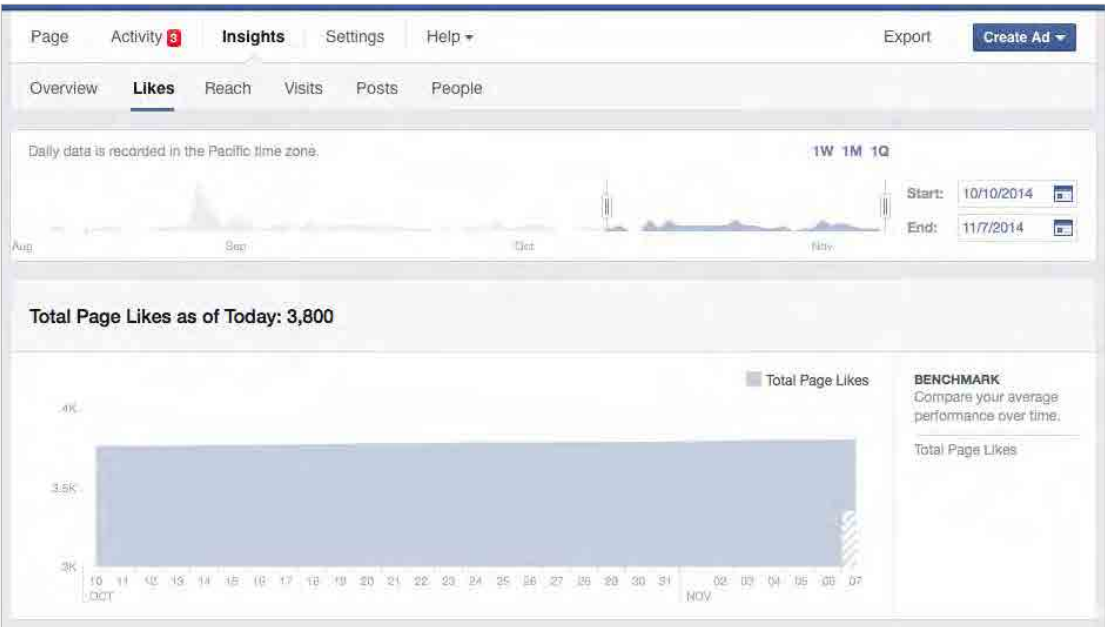 Page Activity 3 Insights Settings Help Export Create Ad
Overview Likes Reach Visits Posts People
Daily data is recorded in the Pacific time zone.
1W 1M 1Q
Start: 10/10/2014
End: 11/7/2014
Aug Sep Oct Nov
Total Page Likes as of Today: 3,800
Total Page Likes
BENCHMARK
Compare your average
performance over time.
Total Page Likes
4K
3.5K
3K
10 11 12 13 14 15 16 17 18 19 20 21 22 23 24 25 26 27 28 29 30 31 02 03 04 05 06 07
OCT NOV